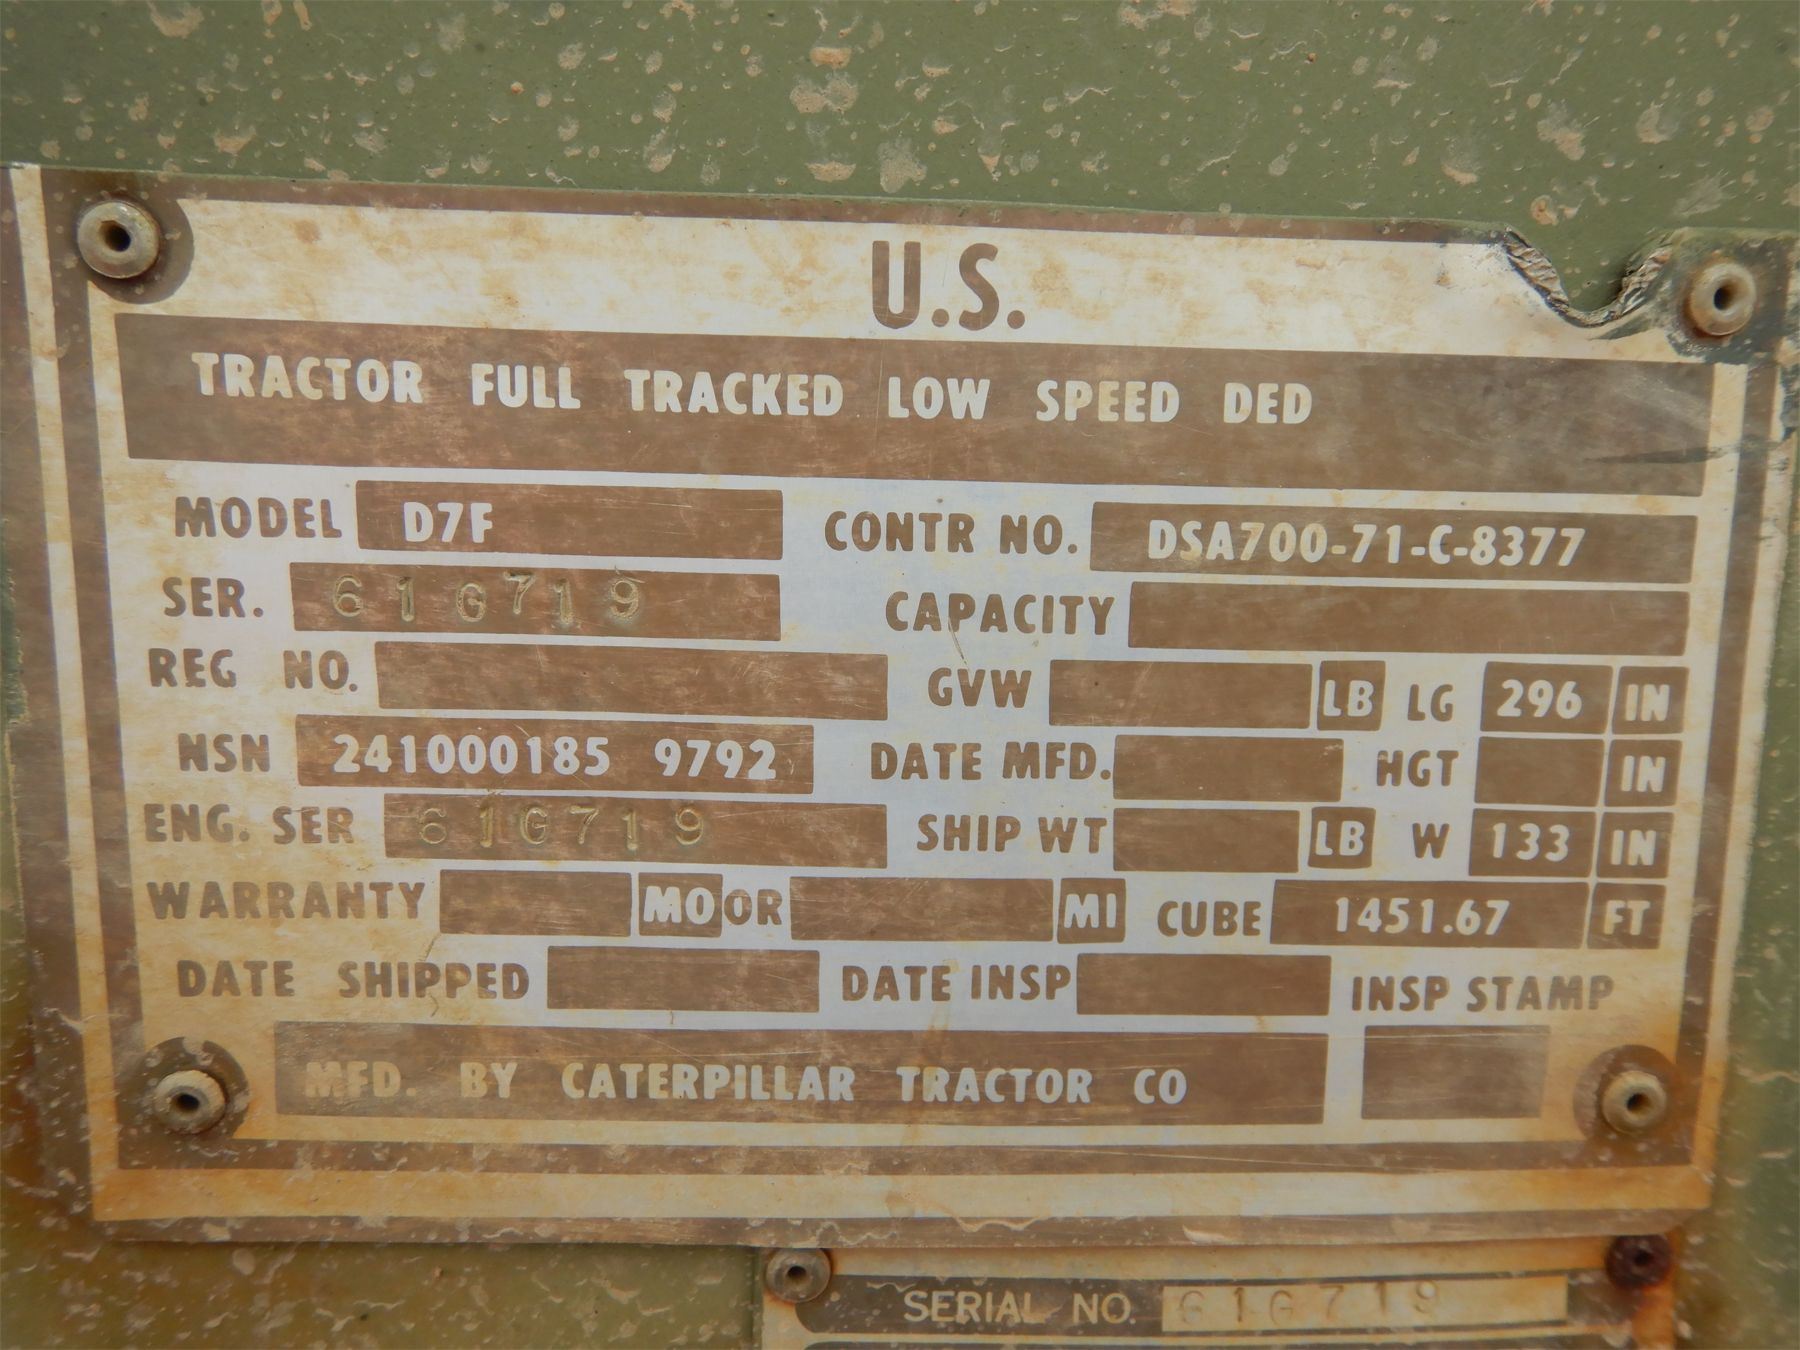 U.S.
TRACTOR FULL TRACKED LOW SPEED DED
MODEL D7F CONTR NO. DSA700-71-C-8377
SER. 61G719 CAPACITY
REG NO. GVW LB LG 296 IN
NSN 241000185 9792 DATE MFD. HGT IN
ENG. SER 61G719 SHIP WT LB W 133 IN
WARRANTY MO OR MI CUBE 1451.67 FT
DATE SHIPPED DATE INSP INSP STAMP
MFD. BY CATERPILLAR TRACTOR CO
SERIAL NO. 61G719